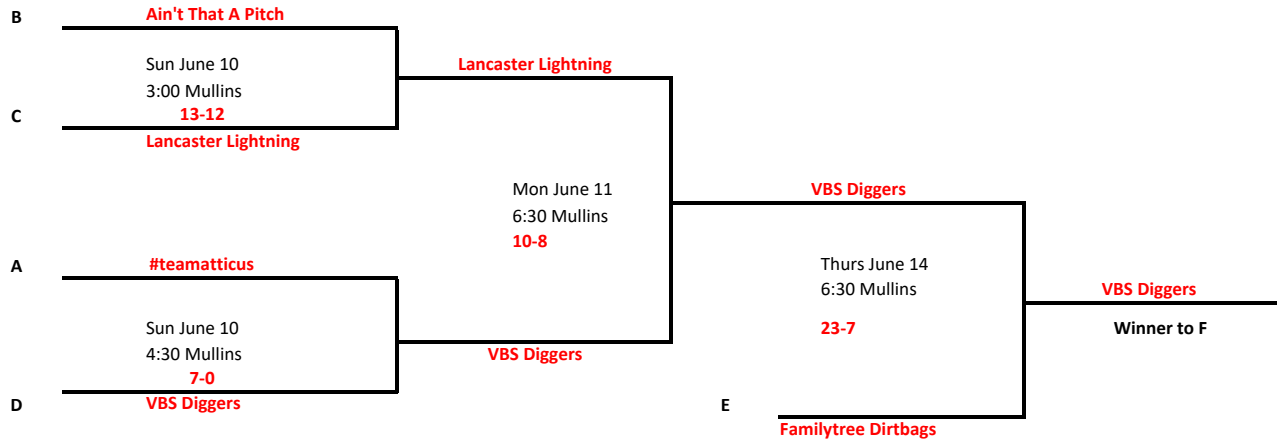 B
Ain't That A Pitch
Sun June 10
3:00 Mullins
13-12
C
Lancaster Lightning
Lancaster Lightning
Mon June 11
6:30 Mullins
10-8
A
#teamatticus
Sun June 10
4:30 Mullins
7-0
D
VBS Diggers
VBS Diggers
VBS Diggers
Thurs June 14
6:30 Mullins
23-7
E
Familytree Dirtbags
VBS Diggers
Winner to F